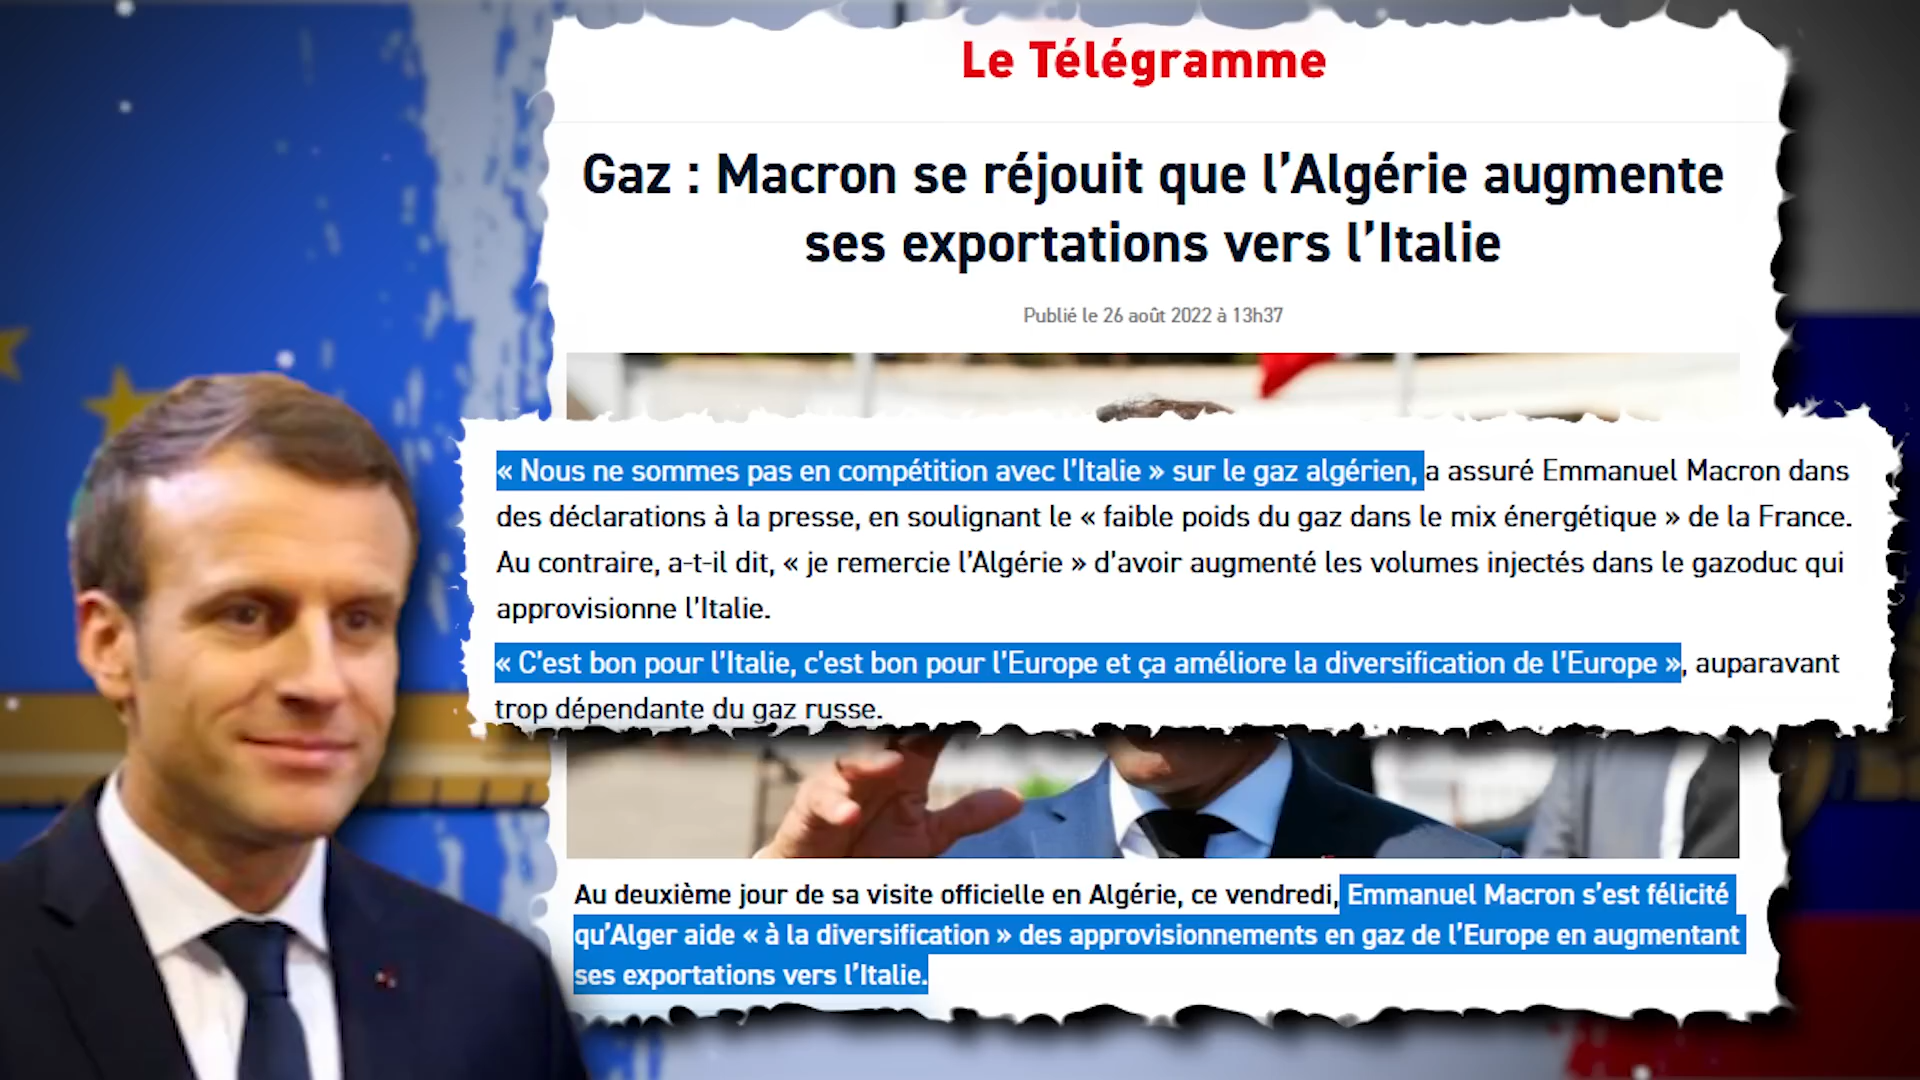 Le Télégramme
Gaz : Macron se réjouit que l’Algérie augmente
ses exportations vers l’Italie
Publié le 26 août 2022 à 13h37
« Nous ne sommes pas en compétition avec l’Italie » sur le gaz algérien, a assuré Emmanuel Macron dans
des déclarations à la presse, en soulignant le « faible poids du gaz dans le mix énergétique » de la France.
Au contraire, a-t-il dit, « je remercie l’Algérie » d’avoir augmenté les volumes injectés dans le gazoduc qui
approvisionne l’Italie.
« C’est bon pour l’Italie, c’est bon pour l’Europe et ça améliore la diversification de l’Europe », auparavant
trop dépendante du gaz russe.
Au deuxième jour de sa visite officielle en Algérie, ce vendredi, Emmanuel Macron s’est félicité
qu’Alger aide « à la diversification » des approvisionnements en gaz de l’Europe en augmentant
ses exportations vers l’Italie.